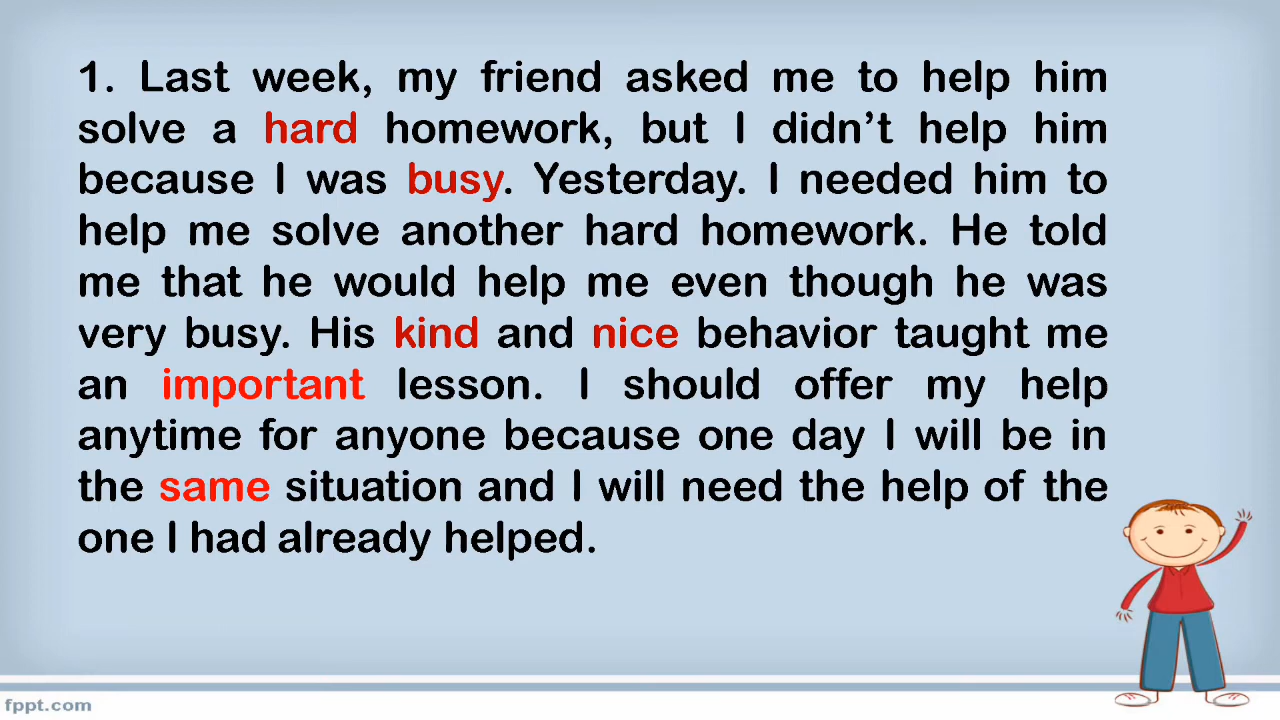 1. Last week, my friend asked me to help him
solve a hard homework, but I didn’t help him
because I was busy. Yesterday. I needed him to
help me solve another hard homework. He told
me that he would help me even though he was
very busy. His kind and nice behavior taught me
an important lesson. I should offer my help
anytime for anyone because one day I will be in
the same situation and I will need the help of the
one I had already helped.
fppt.com